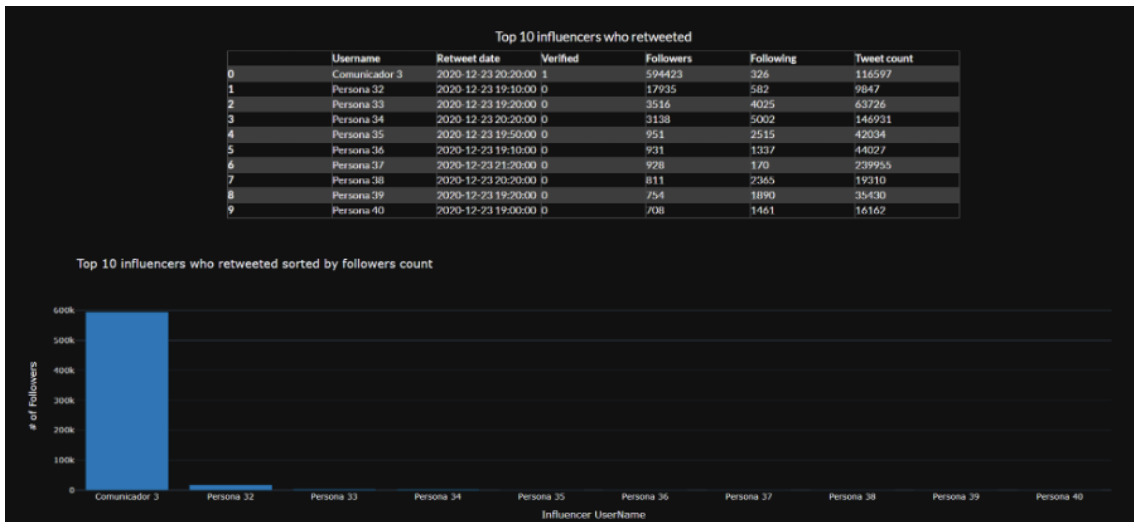 Top 10 influencers who retweeted
Username Retweet date Verified Followers Following Tweet count
0 Comunicador 3 2020-12-23 20:20:00 1 594423 326 116597
1 Persona 32 2020-12-23 19:10:00 0 17935 582 9847
2 Persona 33 2020-12-23 19:20:00 0 3516 4025 63726
3 Persona 34 2020-12-23 20:20:00 0 3138 5002 146931
4 Persona 35 2020-12-23 19:50:00 0 951 2515 42034
5 Persona 36 2020-12-23 19:10:00 0 931 1337 44027
6 Persona 37 2020-12-23 21:20:00 0 928 170 239955
7 Persona 38 2020-12-23 20:20:00 0 811 2365 19310
8 Persona 39 2020-12-23 19:20:00 0 754 1890 35430
9 Persona 40 2020-12-23 19:00:00 0 708 1461 16162
Top 10 influencers who retweeted sorted by followers count
600k
500k
400k
300k
200k
100k
0
# of Followers
Comunicador 3 Persona 32 Persona 33 Persona 34 Persona 35 Persona 36 Persona 37 Persona 38 Persona 39 Persona 40
Influencer UserName